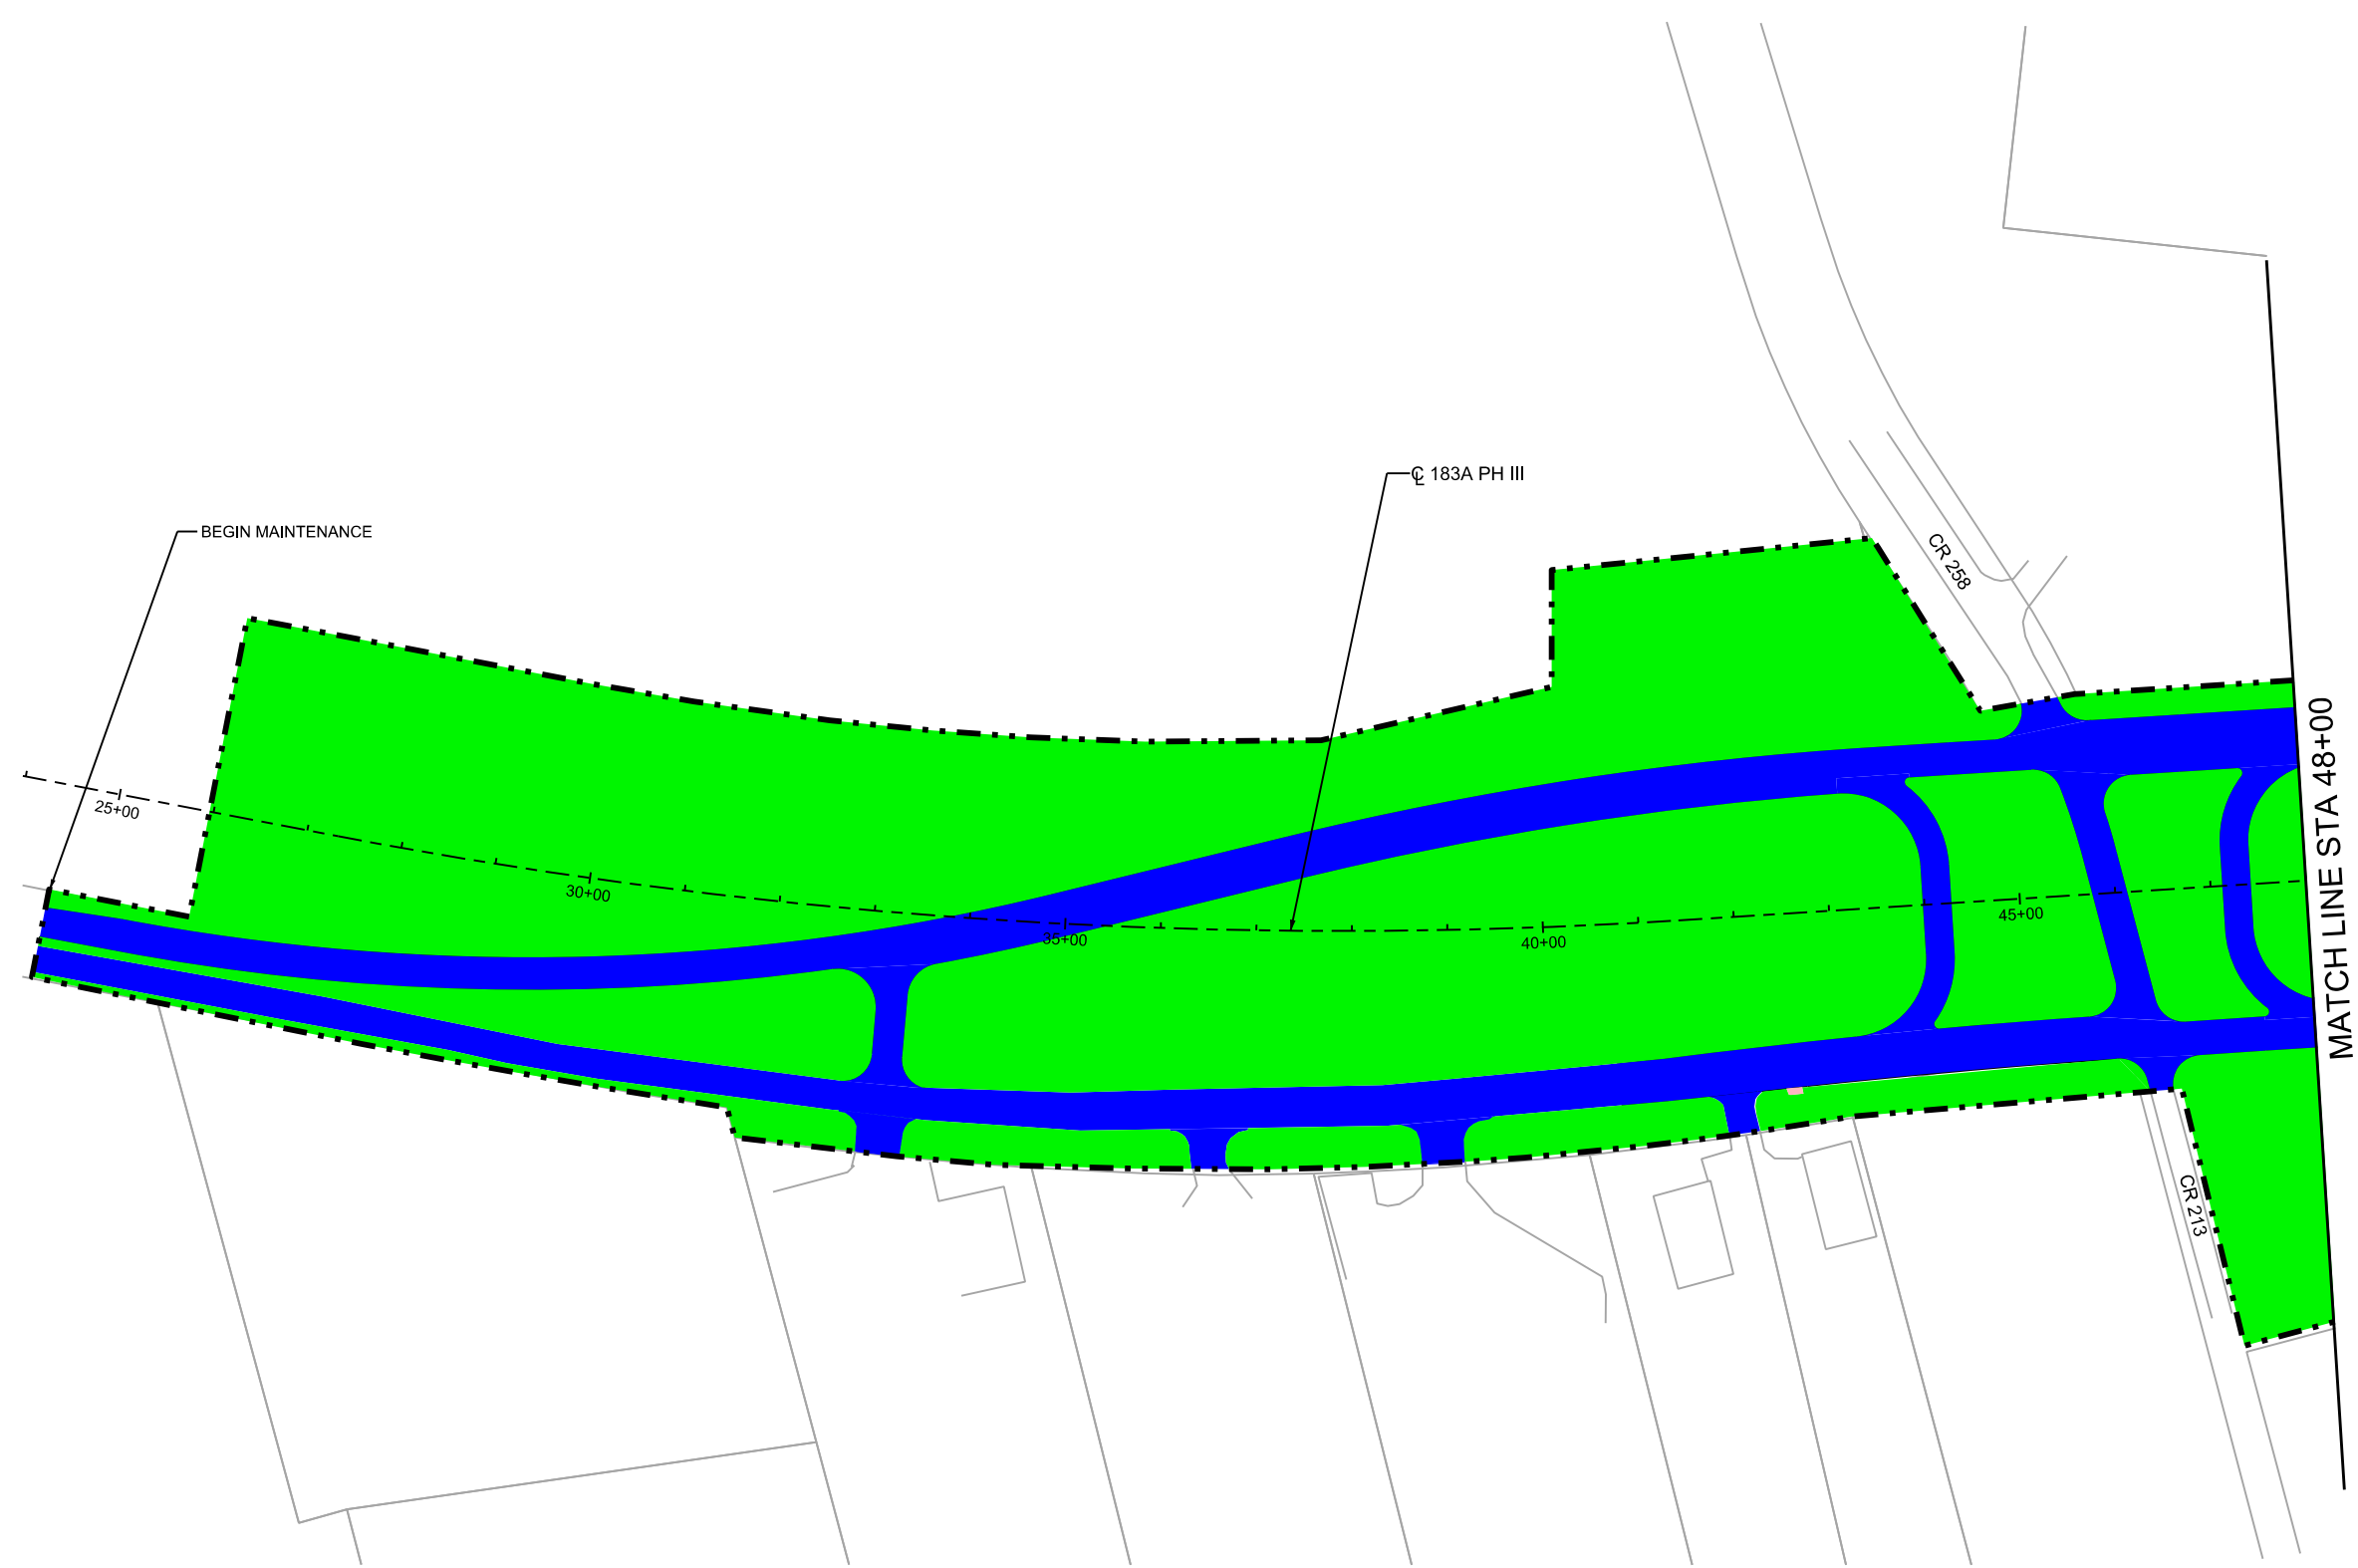 ℄ 183A PH III
BEGIN MAINTENANCE
CR 258
25+00
30+00
35+00
40+00
45+00
MATCH LINE STA 48+00
CR 213